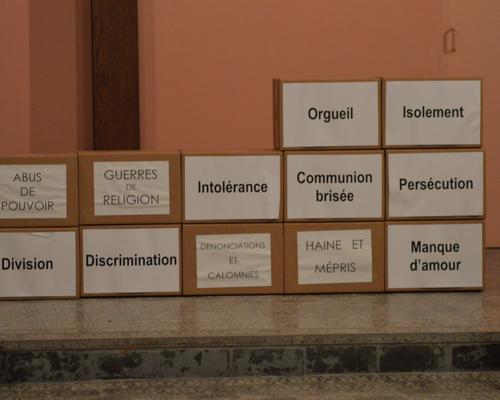 Orgueil
Isolement
ABUS
DE
POUVOIR
GUERRES
DE
RELIGION
Intolérance
Communion
brisée
Persécution
Division
Discrimination
DENONCIATIONS
ET
CALOMNIES
HAINE ET
MÉPRIS
Manque
d'amour